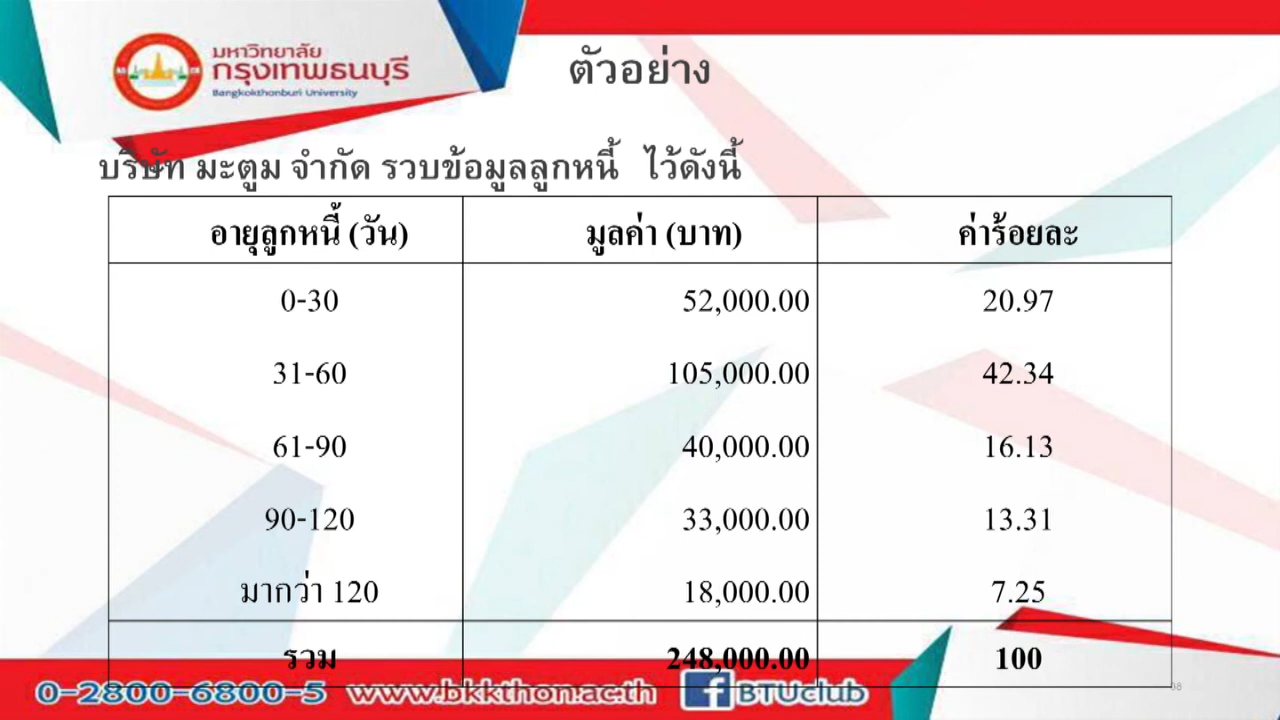 มหาวิทยาลัย
กรุงเทพธนบุรี
Bangkokthonburi University
ตัวอย่าง
บริษัท มะตูม จำกัด รวบข้อมูลลูกหนี้ ไว้ดังนี้
อายุลูกหนี้ (วัน) มูลค่า (บาท) ค่าร้อยละ
0-30 52,000.00 20.97
31-60 105,000.00 42.34
61-90 40,000.00 16.13
90-120 33,000.00 13.31
มากว่า 120 18,000.00 7.25
รวม 248,000.00 100
0-2800-6800-5 www.bkkthon.ac.th f BTUclub